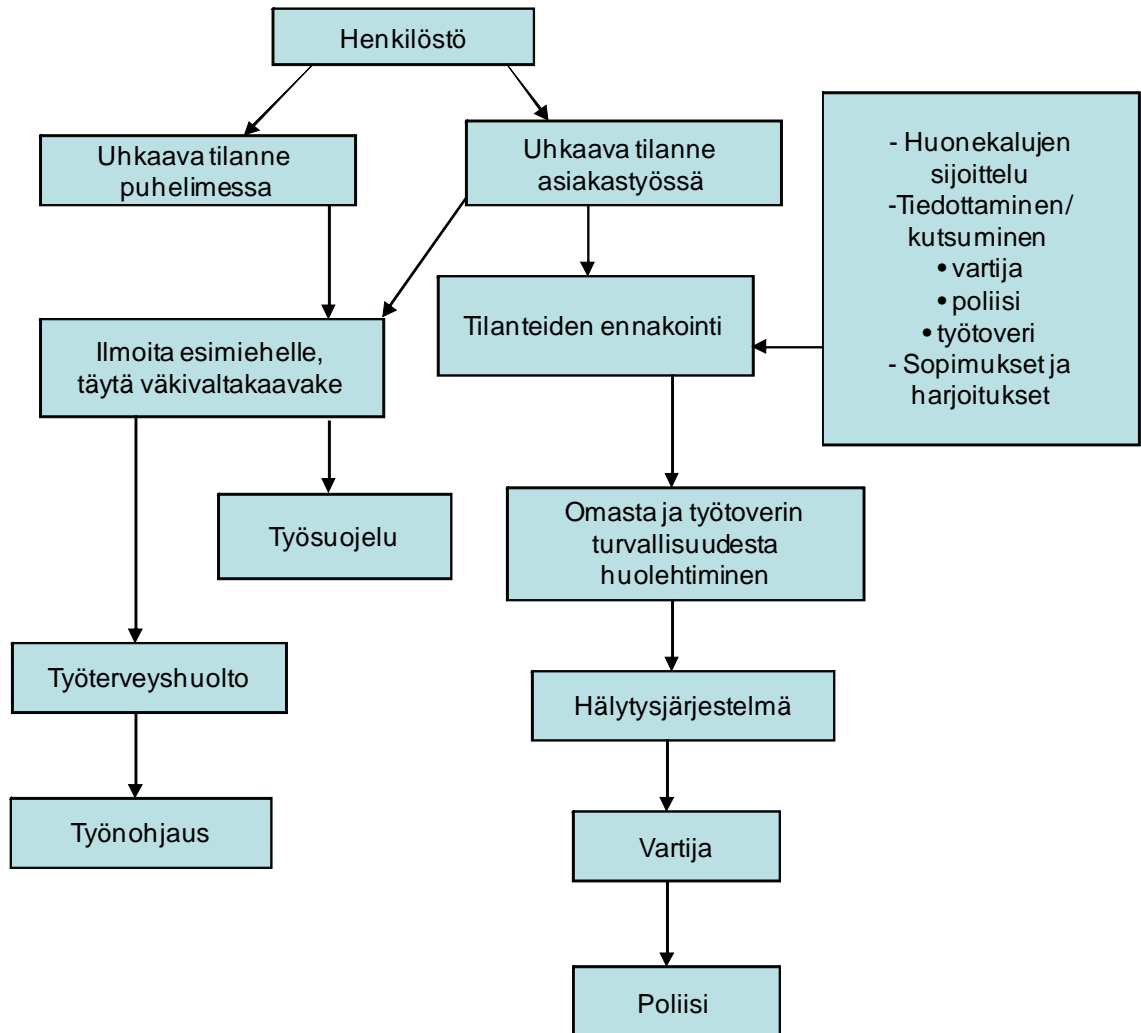 Henkilöstö
Uhkaava tilanne
puhelimessa
Uhkaava tilanne
asiakastyössä
- Huonekalujen
sijoittelu
-Tiedottaminen/
kutsuminen
• vartija
• poliisi
• työtoveri
- Sopimukset ja
harjoitukset
Ilmoita esimiehelle,
täytä väkivaltakaavake
Tilanteiden ennakointi
Työsuojelu
Omasta ja työtoverin
turvallisuudesta
huolehtiminen
Työterveyshuolto
Hälytysjärjestelmä
Työnohjaus
Vartija
Poliisi